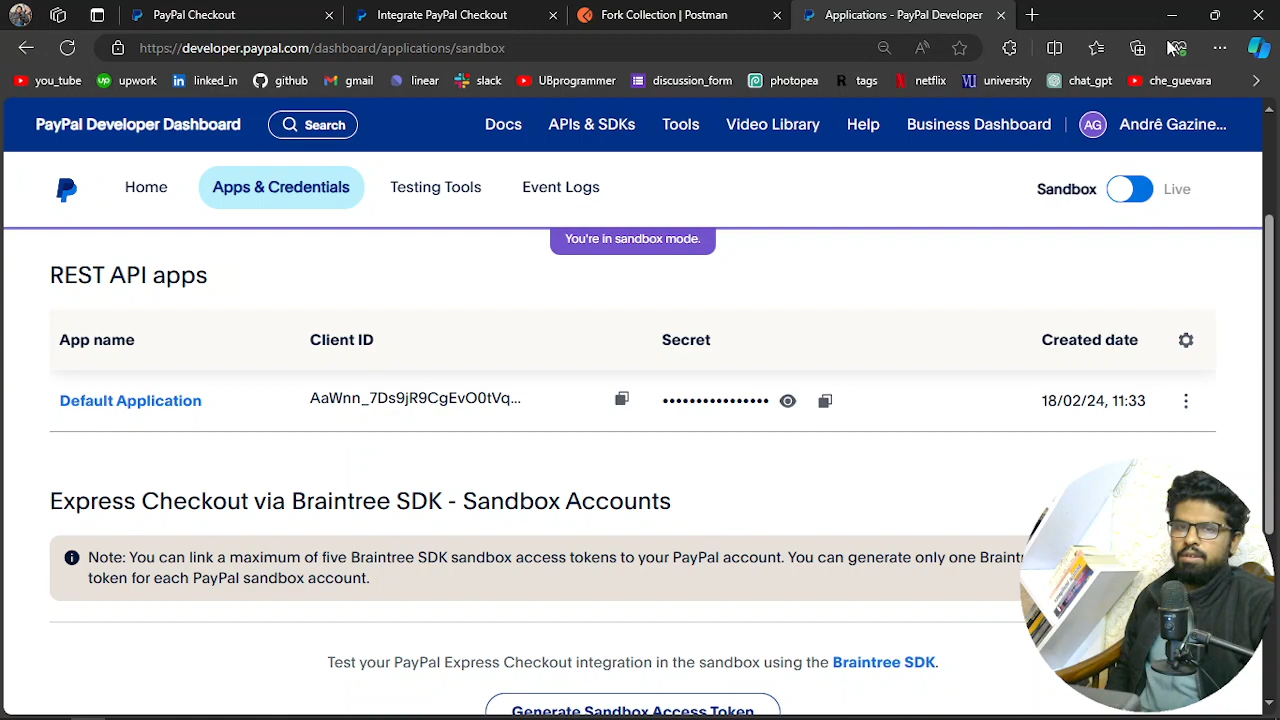 PayPal Checkout
Integrate PayPal Checkout
Fork Collection | Postman
Applications - PayPal Developer
https://developer.paypal.com/dashboard/applications/sandbox
you_tube
upwork
linked_in
github
gmail
linear
slack
UBprogrammer
discussion_form
photopea
tags
netflix
university
chat_gpt
che_guevara
PayPal Developer Dashboard
Search
Docs
APIs & SDKs
Tools
Video Library
Help
Business Dashboard
AG
Andrê Gazine...
Home
Apps & Credentials
Testing Tools
Event Logs
Sandbox
Live
You're in sandbox mode.
REST API apps
App name
Client ID
Secret
Created date
Default Application
AaWnn_7Ds9jR9CgEvO0tVq...
••••••••••••••••
18/02/24, 11:33
Express Checkout via Braintree SDK - Sandbox Accounts
Note: You can link a maximum of five Braintree SDK sandbox access tokens to your PayPal account. You can generate only one Braintr
token for each PayPal sandbox account.
Test your PayPal Express Checkout integration in the sandbox using the Braintree SDK.
Generate Sandbox Access Token